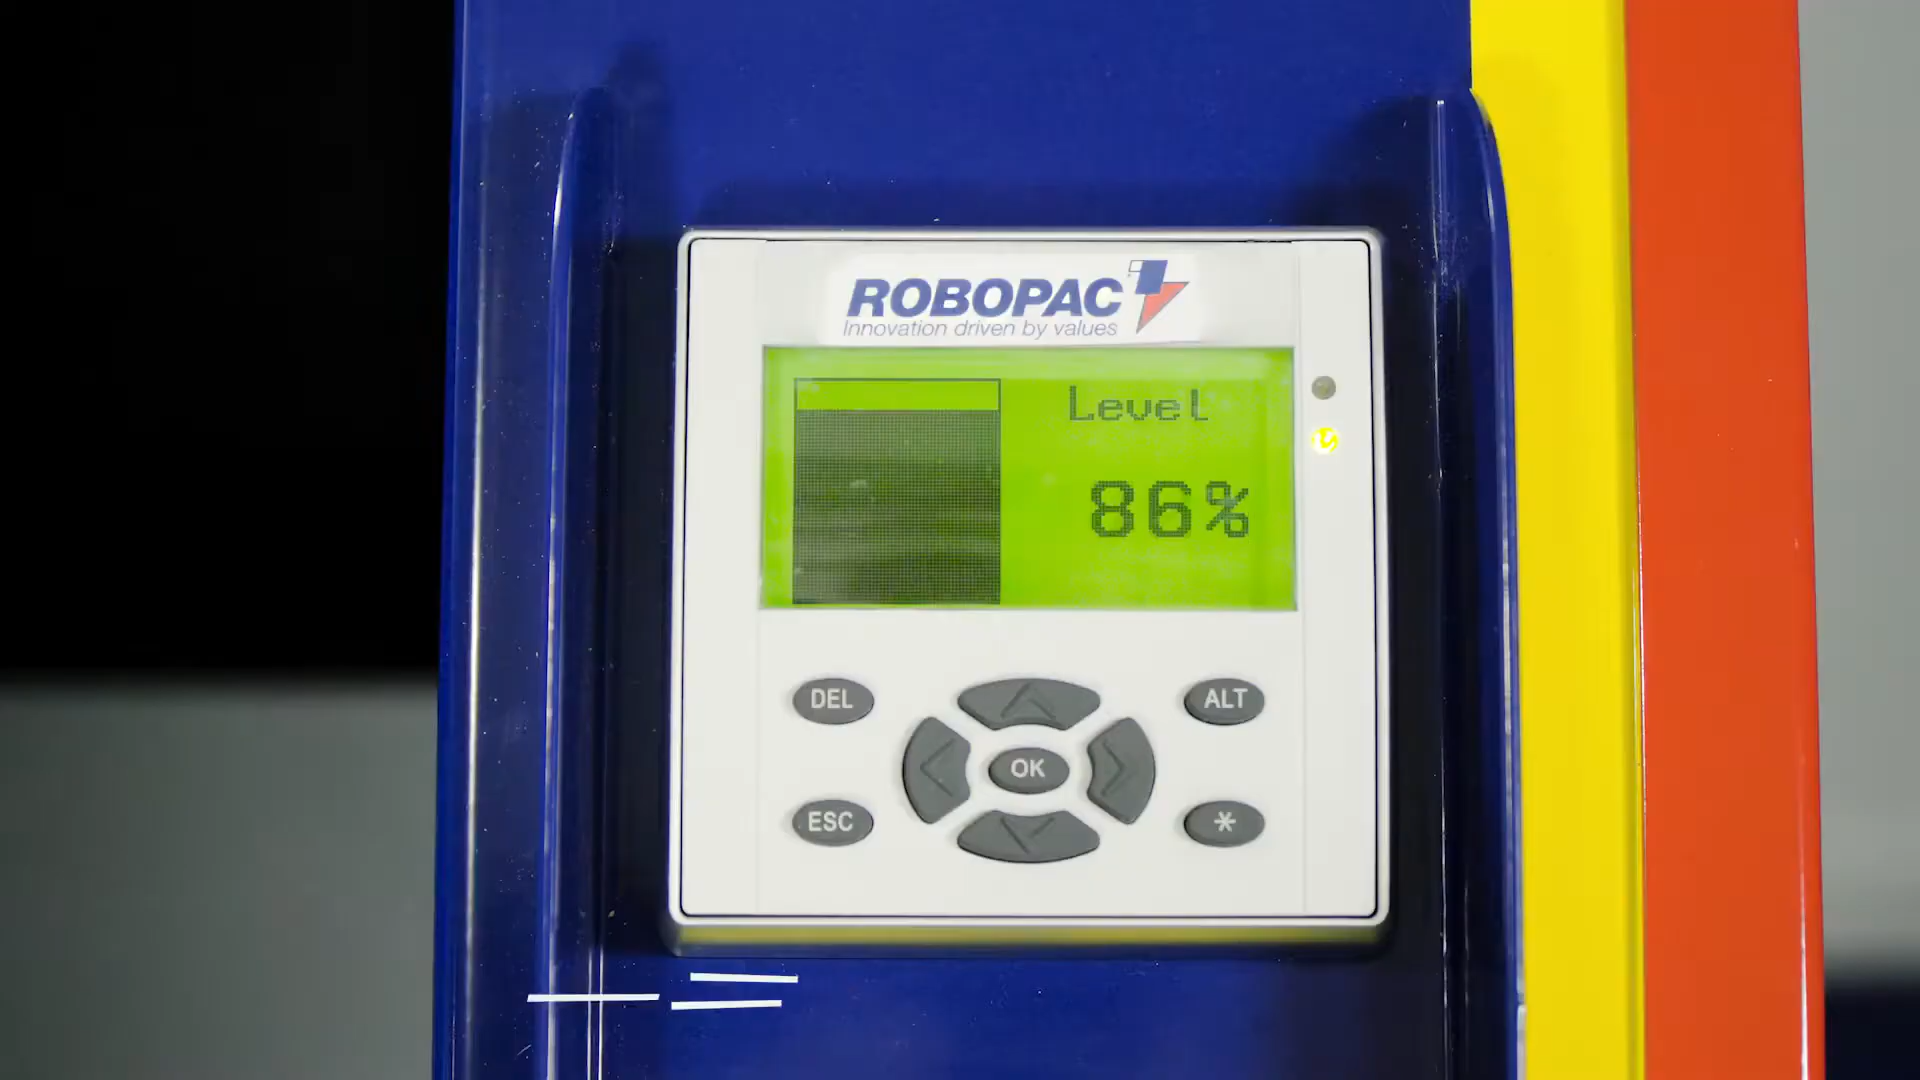 ROBOPAC
Innovation driven by values
Level
86%
DEL
ALT
OK
ESC
*